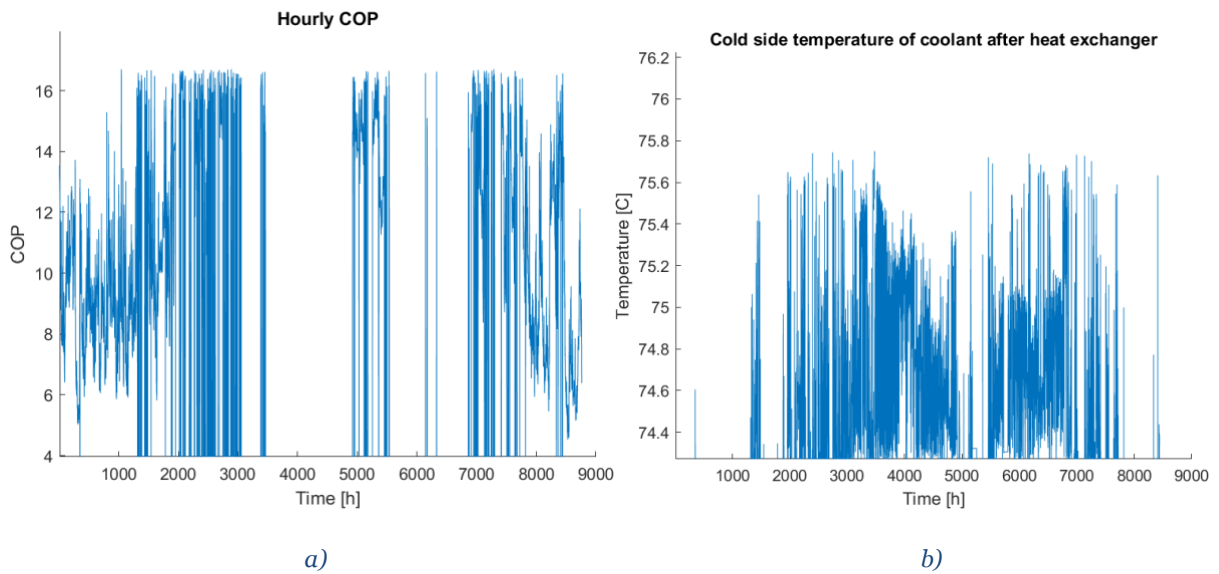 Hourly COP
COP
16
14
12
10
8
6
4
1000 2000 3000 4000 5000 6000 7000 8000 9000
Time [h]
a)
Cold side temperature of coolant after heat exchanger
Temperature [C]
76.2
76
75.8
75.6
75.4
75.2
75
74.8
74.6
74.4
1000 2000 3000 4000 5000 6000 7000 8000 9000
Time [h]
b)